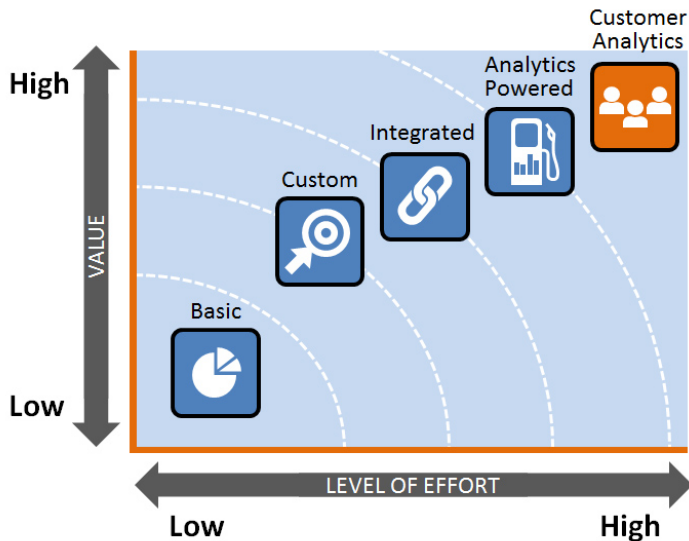 Customer
Analytics
Analytics
Powered
High
Integrated
Custom
VALUE
Basic
Low
LEVEL OF EFFORT
Low
High